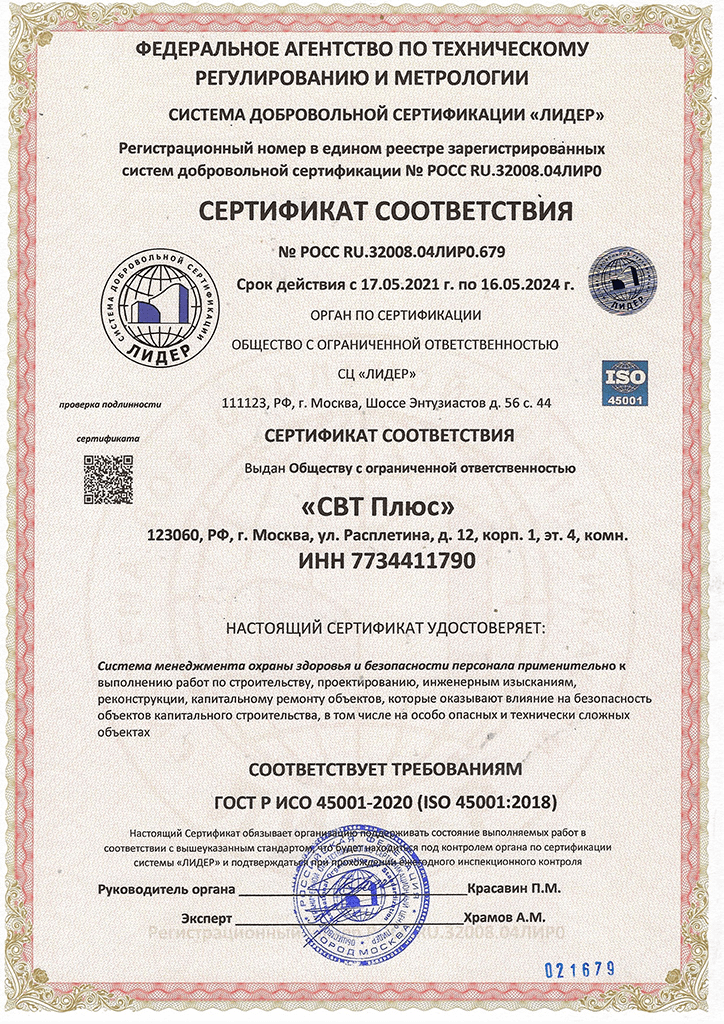 ФЕДЕРАЛЬНОЕ АГЕНТСТВО ПО ТЕХНИЧЕСКОМУ
РЕГУЛИРОВАНИЮ И МЕТРОЛОГИИ
СИСТЕМА ДОБРОВОЛЬНОЙ СЕРТИФИКАЦИИ «ЛИДЕР»
Регистрационный номер в едином реестре зарегистрированных
систем добровольной сертификации № РОСС RU.32008.04ЛИР0
СЕРТИФИКАТ СООТВЕТСТВИЯ
№ РОСС RU.32008.04ЛИР0.679
СИСТЕМА ДОБРОВОЛЬНОЙ СЕРТИФИКАЦИИ
ЛИДЕР
ЛИДЕР
Срок действия с 17.05.2021 г. по 16.05.2024 г.
ОРГАН ПО СЕРТИФИКАЦИИ
ОБЩЕСТВО С ОГРАНИЧЕННОЙ ОТВЕТСТВЕННОСТЬЮ
СЦ «ЛИДЕР»
ISO
45001
111123, РФ, г. Москва, Шоссе Энтузиастов д. 56 с. 44
проверка подлинности
сертификата
СЕРТИФИКАТ СООТВЕТСТВИЯ
Выдан Обществу с ограниченной ответственностью
«СВТ Плюс»
123060, РФ, г. Москва, ул. Расплетина, д. 12, корп. 1, эт. 4, комн.
ИНН 7734411790
НАСТОЯЩИЙ СЕРТИФИКАТ УДОСТОВЕРЯЕТ:
Система менеджмента охраны здоровья и безопасности персонала применительно к
выполнению работ по строительству, проектированию, инженерным изысканиям,
реконструкции, капитальному ремонту объектов, которые оказывают влияние на безопасность
объектов капитального строительства, в том числе на особо опасных и технически сложных
объектах
СООТВЕТСТВУЕТ ТРЕБОВАНИЯМ
ГОСТ Р ИСО 45001-2020 (ISO 45001:2018)
Настоящий Сертификат обязывает организацию поддерживать состояние выполняемых работ в
соответствии с вышеуказанным стандартом, что будет находиться под контролем органа по сертификации
системы «ЛИДЕР» и подтверждаться при прохождении ежегодного инспекционного контроля
Руководитель органа Красавин П.М.
Эксперт Храмов А.М.
РОССИЙСКАЯ ФЕДЕРАЦИЯ
ГОРОД МОСКВА
Регистрационный RU.32008.04ЛИР0
021679